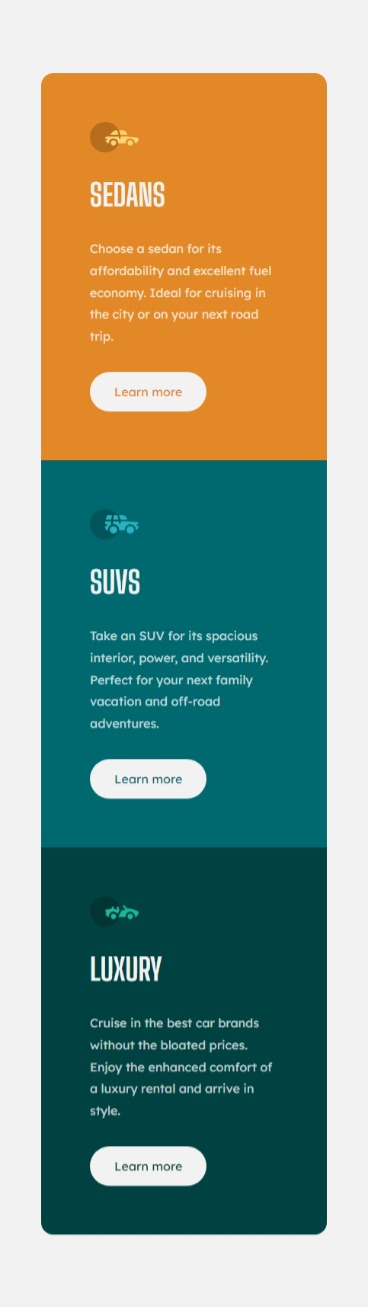 SEDANS
Choose a sedan for its
affordability and excellent fuel
economy. Ideal for cruising in
the city or on your next road
trip.
Learn more
SUVS
Take an SUV for its spacious
interior, power, and versatility.
Perfect for your next family
vacation and off-road
adventures.
Learn more
LUXURY
Cruise in the best car brands
without the bloated prices.
Enjoy the enhanced comfort of
a luxury rental and arrive in
style.
Learn more